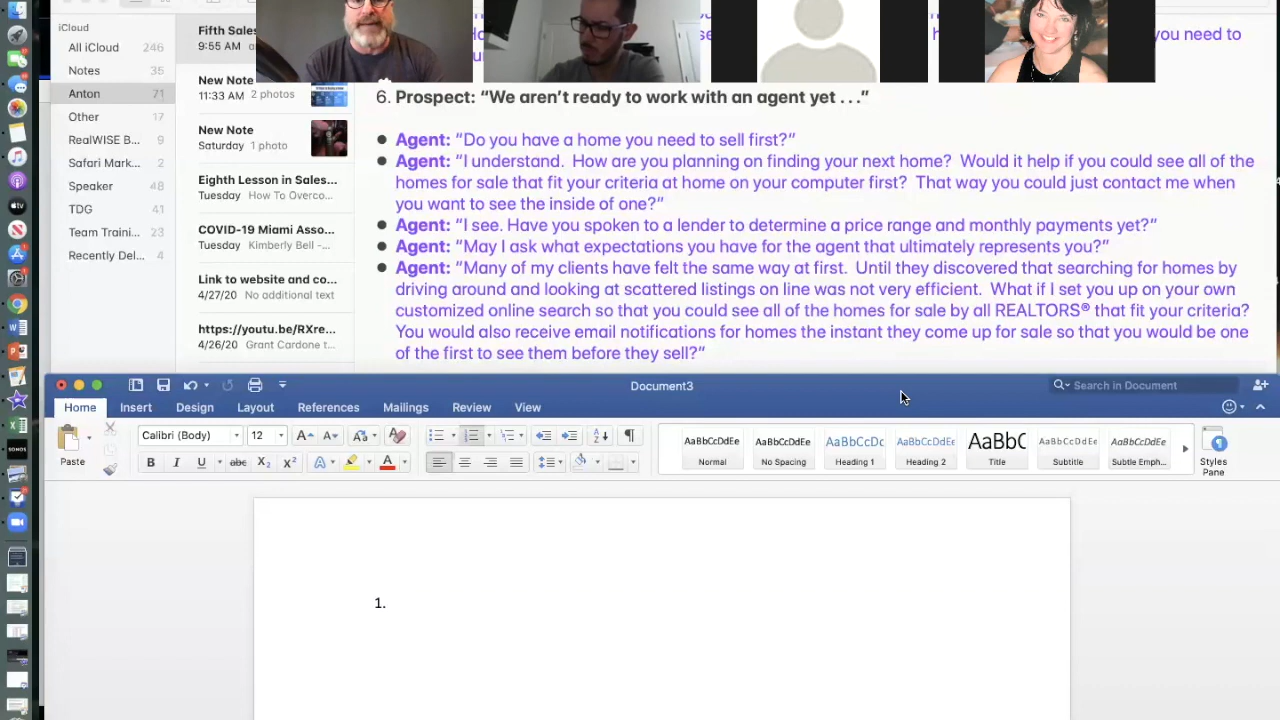 iCloud
All iCloud 246
Notes 35
Anton 71
Other 17
RealWISE B... 9
Safari Mark... 2
Speaker 48
TDG 41
Team Traini... 23
Recently Del... 4
Fifth Sales
9:55 AM
New Note
11:33 AM 2 photos
New Note
Saturday 1 photo
Eighth Lesson in Sales...
Tuesday How To Overco...
COVID-19 Miami Asso...
Tuesday Kimberly Bell -...
Link to website and co...
4/27/20 No additional text
https://youtu.be/RXre...
4/26/20 Grant Cardone t...
you need to
6. Prospect: “We aren’t ready to work with an agent yet . . .”
● Agent: “Do you have a home you need to sell first?”
● Agent: “I understand. How are you planning on finding your next home? Would it help if you could see all of the
homes for sale that fit your criteria at home on your computer first? That way you could just contact me when
you want to see the inside of one?”
● Agent: “I see. Have you spoken to a lender to determine a price range and monthly payments yet?”
● Agent: “May I ask what expectations you have for the agent that ultimately represents you?”
● Agent: “Many of my clients have felt the same way at first. Until they discovered that searching for homes by
driving around and looking at scattered listings on line was not very efficient. What if I set you up on your own
customized online search so that you could see all of the homes for sale by all REALTORS® that fit your criteria?
You would also receive email notifications for homes the instant they come up for sale so that you would be one
of the first to see them before they sell?”
Document3
Search in Document
Home Insert Design Layout References Mailings Review View
Paste
Calibri (Body) 12
AaBbCcDdEe AaBbCcDdEe AaBbCcDc AaBbCcDdEe AaBbC AaBbCcDdEe AaBbCcDdEe
Normal No Spacing Heading 1 Heading 2 Title Subtitle Subtle Emph...
Styles
Pane
1.